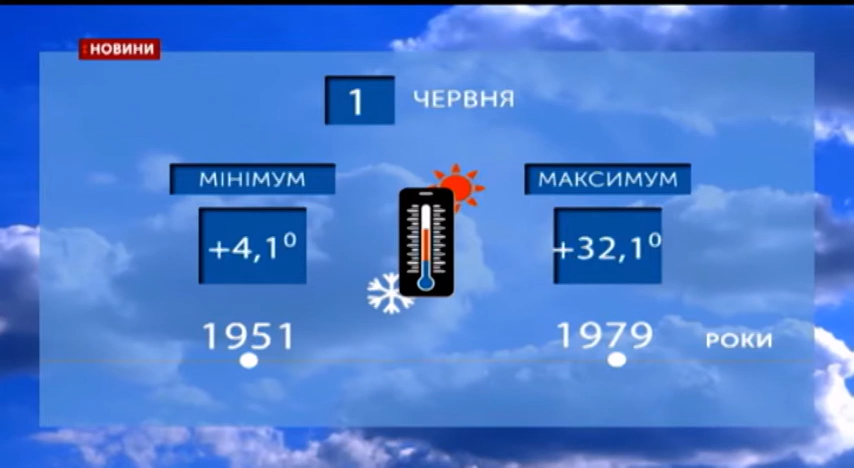 НОВИНИ
1 ЧЕРВНЯ
МІНІМУМ МАКСИМУМ
+4,1⁰ +32,1⁰
1951 1979 РОКИ